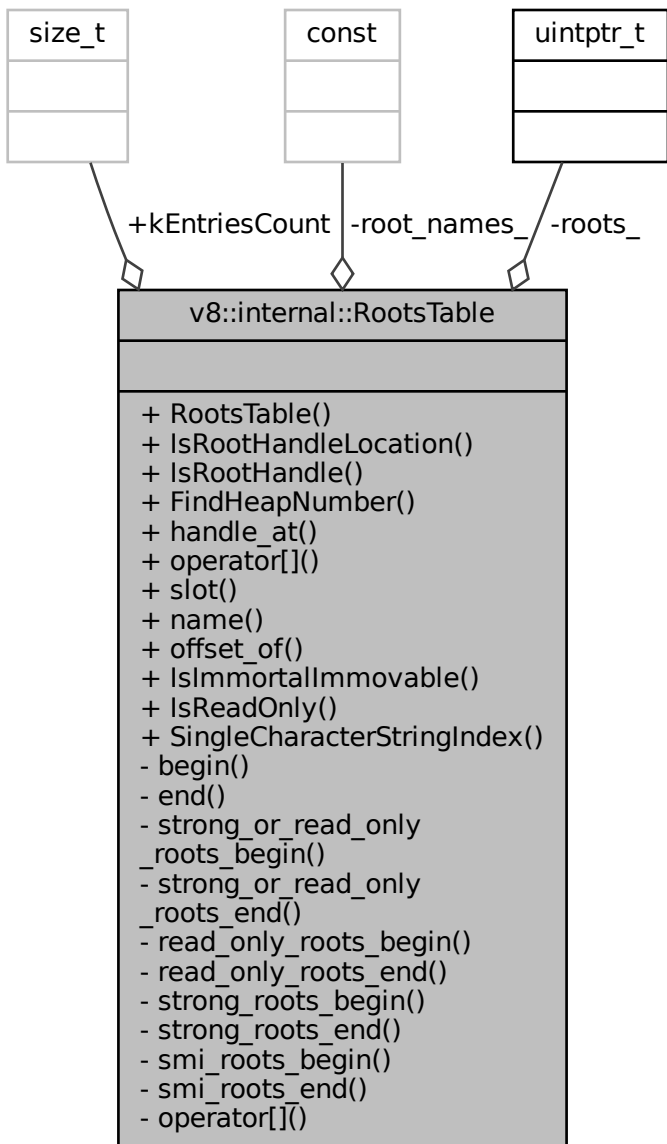 size_t
const
uintptr_t
+kEntriesCount
-root_names_
-roots_
v8::internal::RootsTable
+ RootsTable()
+ IsRootHandleLocation()
+ IsRootHandle()
+ FindHeapNumber()
+ handle_at()
+ operator[]()
+ slot()
+ name()
+ offset_of()
+ IsImmortalImmovable()
+ IsReadOnly()
+ SingleCharacterStringIndex()
- begin()
- end()
- strong_or_read_only
_roots_begin()
- strong_or_read_only
_roots_end()
- read_only_roots_begin()
- read_only_roots_end()
- strong_roots_begin()
- strong_roots_end()
- smi_roots_begin()
- smi_roots_end()
- operator[]()